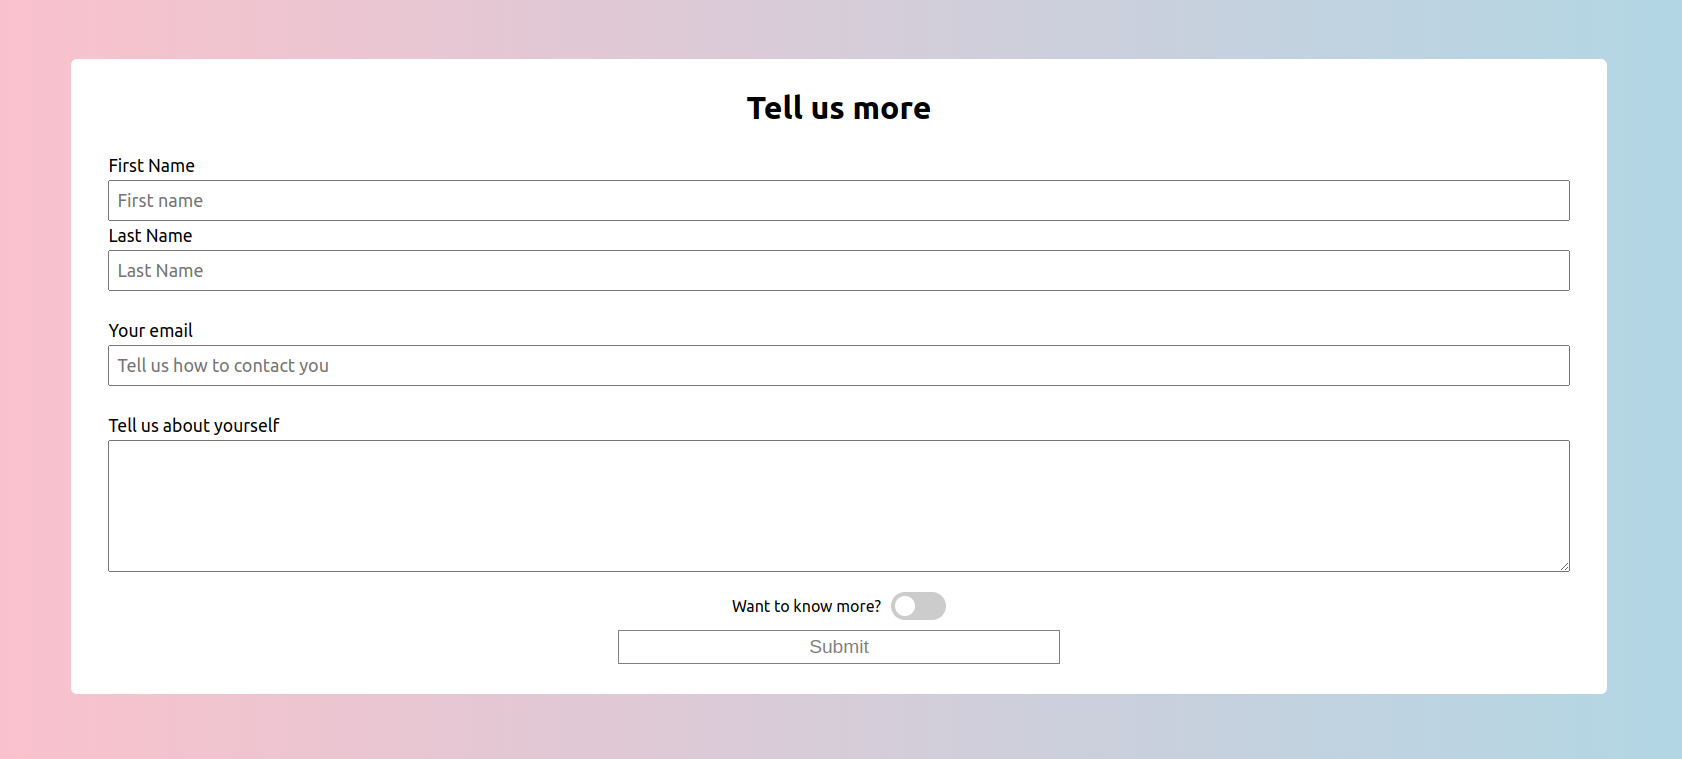 Tell us more
First Name
First name
Last Name
Last Name
Your email
Tell us how to contact you
Tell us about yourself
Want to know more?
Submit